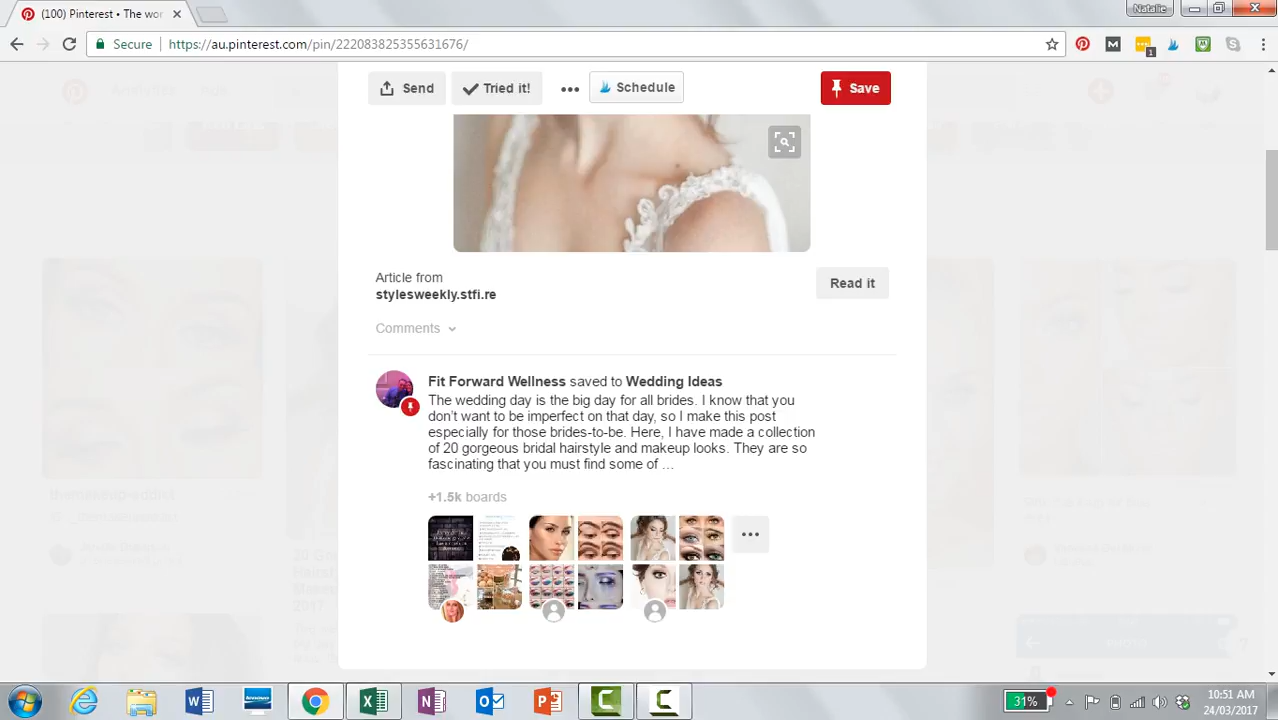 (100) Pinterest • The wor
Natalie
Secure
https://au.pinterest.com/pin/222083825355631676/
1
Send
Tried it!
Schedule
Save
Article from
stylesweekly.stfi.re
Read it
Comments
Fit Forward Wellness saved to Wedding Ideas
The wedding day is the big day for all brides. I know that you
don't want to be imperfect on that day, so I make this post
especially for those brides-to-be. Here, I have made a collection
of 20 gorgeous bridal hairstyle and makeup looks. They are so
fascinating that you must find some of …
+1.5k boards
lenovo
31%
10:51 AM
24/03/2017